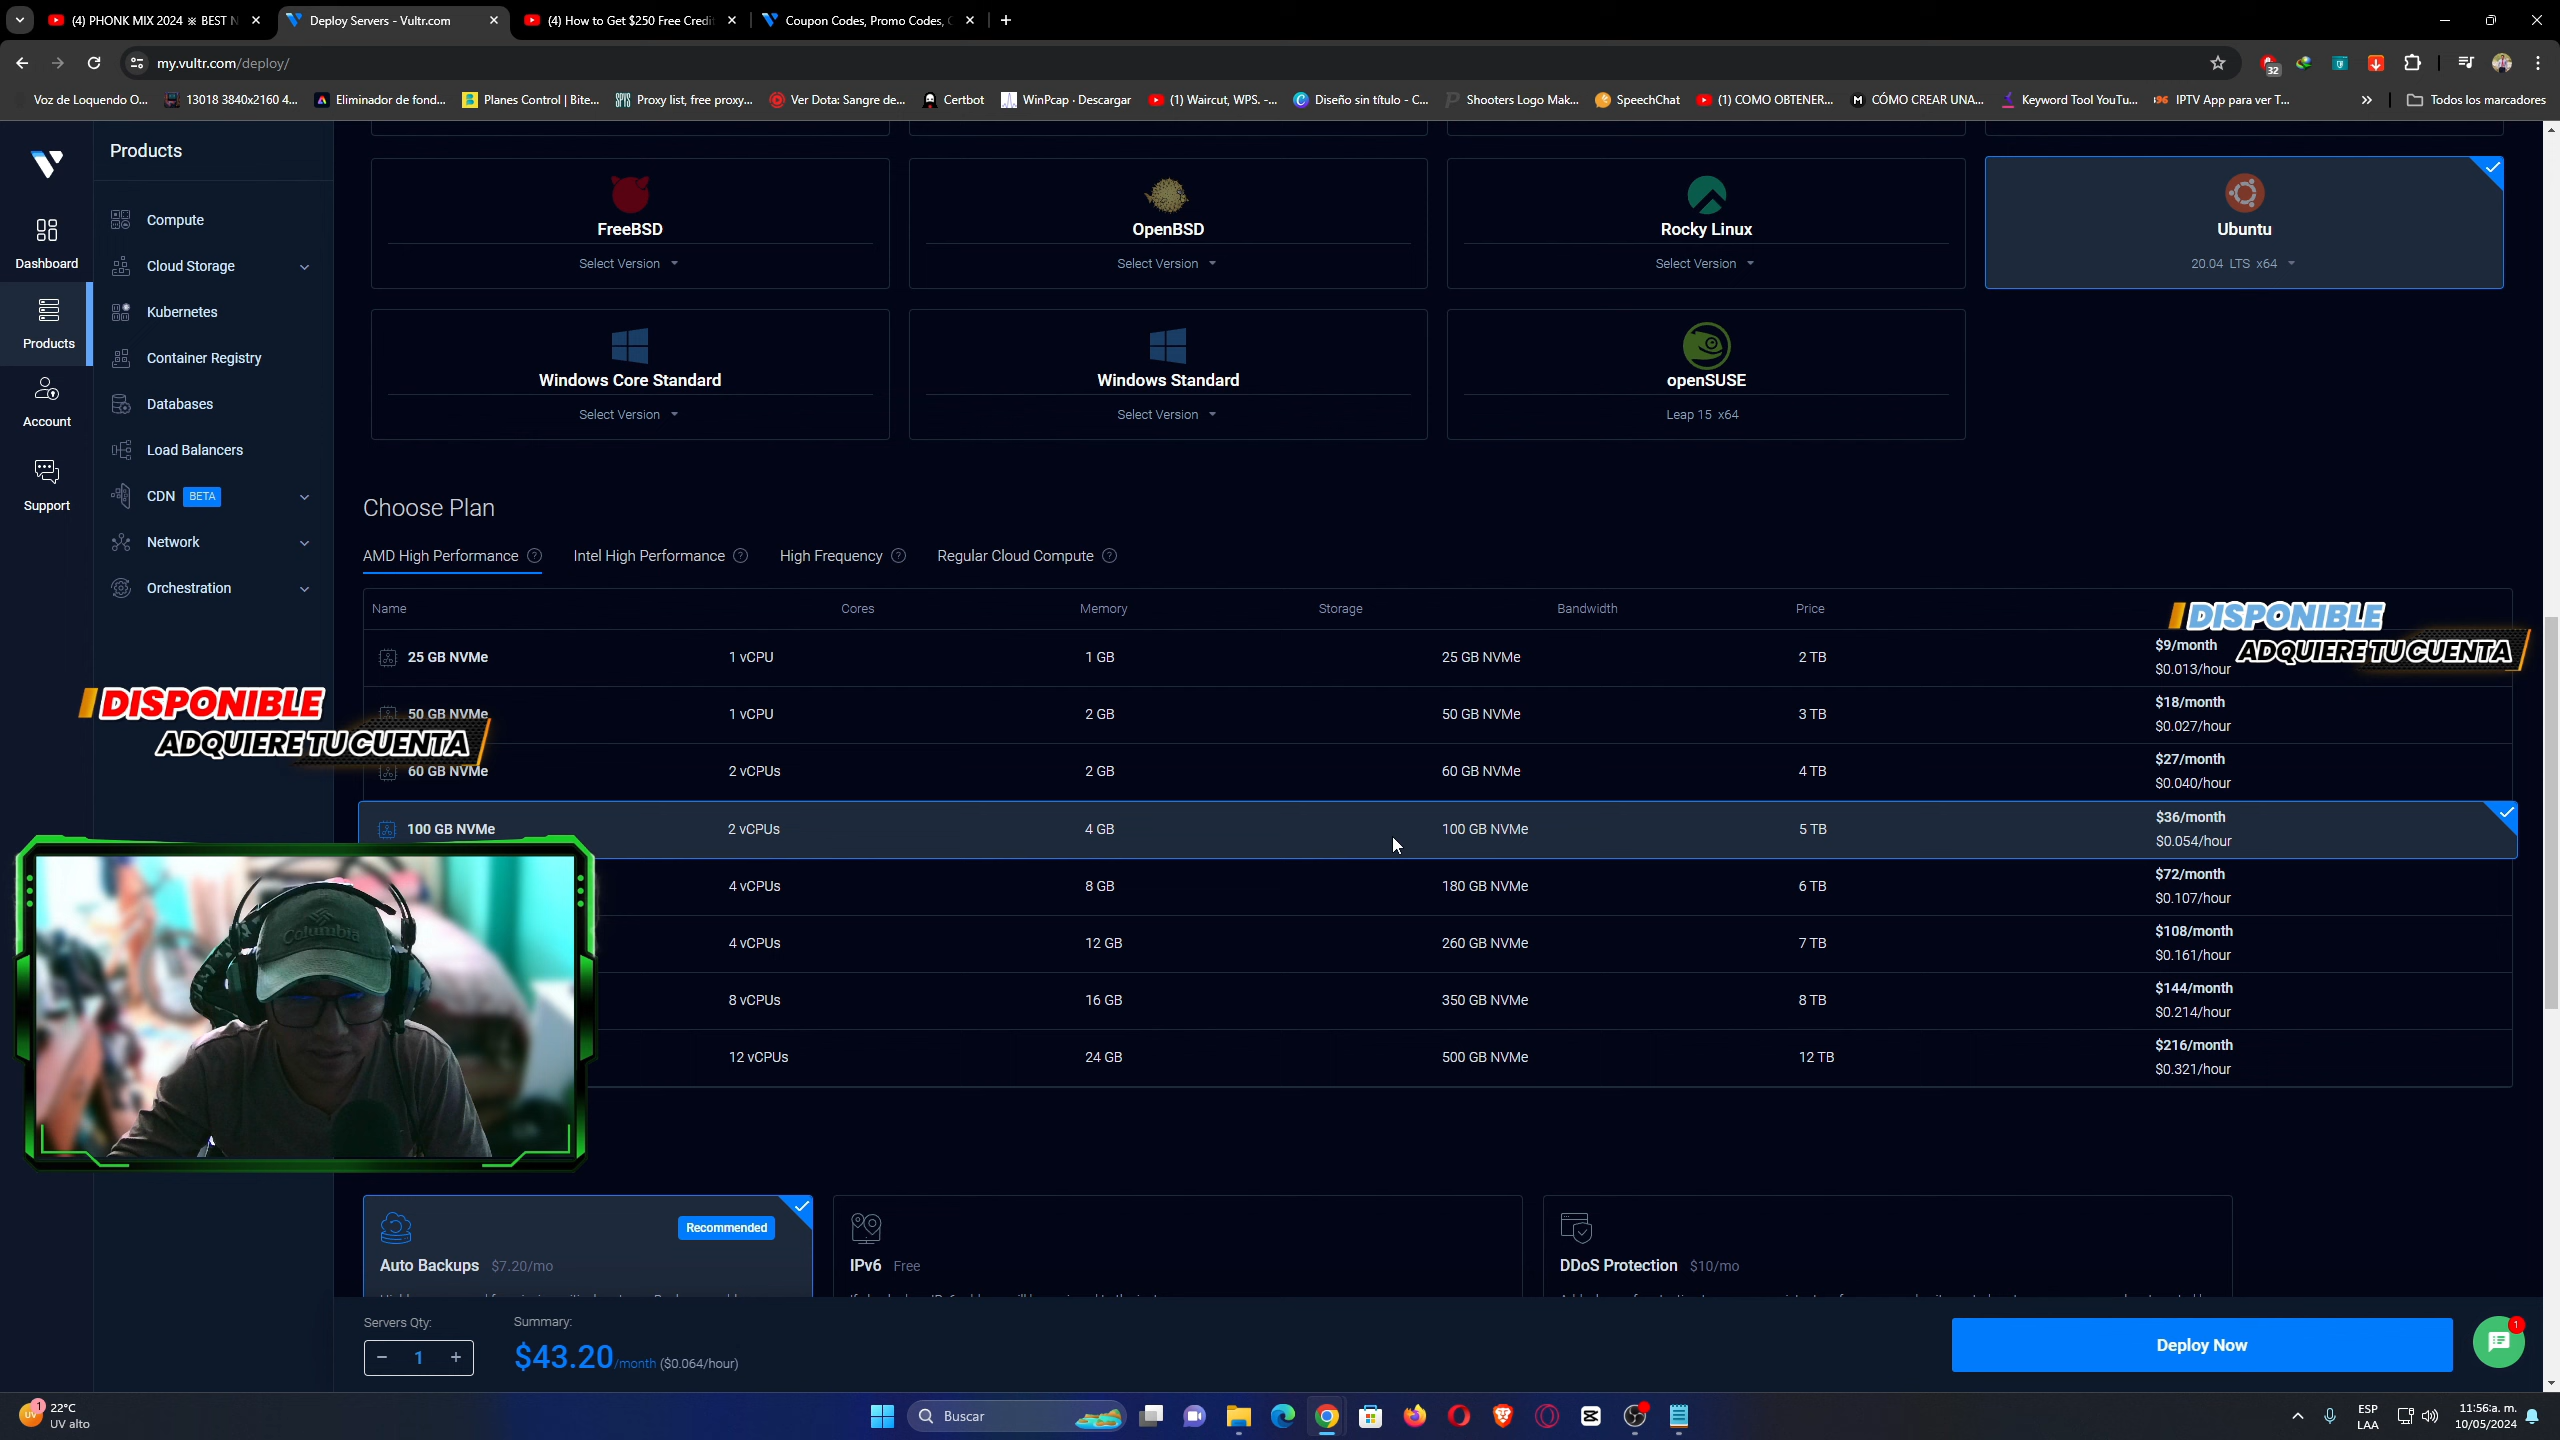 (4) PHONK MIX 2024 ※ BEST N
Deploy Servers - Vultr.com
(4) How to Get $250 Free Credi
Coupon Codes, Promo Codes,
my.vultr.com/deploy/
32
Voz de Loquendo O...
13018 3840x2160 4...
Eliminador de fond...
Planes Control | Bite...
Proxy list, free proxy...
Ver Dota: Sangre de...
Certbot
WinPcap · Descargar
(1) Waircut, WPS. -...
Diseño sin título - C...
Shooters Logo Mak...
SpeechChat
(1) COMO OBTENER...
CÓMO CREAR UNA...
Keyword Tool YouTu...
IPTV App para ver T...
»
Todos los marcadores
Dashboard
Products
Account
Support
Products
Compute
Cloud Storage
Kubernetes
Container Registry
Databases
Load Balancers
CDN BETA
Network
Orchestration
FreeBSD
Select Version
OpenBSD
Select Version
Rocky Linux
Select Version
Ubuntu
20.04 LTS x64
Windows Core Standard
Select Version
Windows Standard
Select Version
openSUSE
Leap 15 x64
Choose Plan
AMD High Performance ?
Intel High Performance ?
High Frequency ?
Regular Cloud Compute ?
Name Cores Memory Storage Bandwidth Price
25 GB NVMe 1 vCPU 1 GB 25 GB NVMe 2 TB $9/month
$0.013/hour
50 GB NVMe 1 vCPU 2 GB 50 GB NVMe 3 TB $18/month
$0.027/hour
60 GB NVMe 2 vCPUs 2 GB 60 GB NVMe 4 TB $27/month
$0.040/hour
100 GB NVMe 2 vCPUs 4 GB 100 GB NVMe 5 TB $36/month
$0.054/hour
4 vCPUs 8 GB 180 GB NVMe 6 TB $72/month
$0.107/hour
4 vCPUs 12 GB 260 GB NVMe 7 TB $108/month
$0.161/hour
8 vCPUs 16 GB 350 GB NVMe 8 TB $144/month
$0.214/hour
12 vCPUs 24 GB 500 GB NVMe 12 TB $216/month
$0.321/hour
DISPONIBLE
ADQUIERE TU CUENTA
DISPONIBLE
ADQUIERE TU CUENTA
Columbia
Recommended
Auto Backups $7.20/mo
IPv6 Free
DDoS Protection $10/mo
Servers Qty:
− 1 +
Summary:
$43.20/month ($0.064/hour)
Deploy Now
1
1
UV
22°C
UV alto
Buscar
ESP
LAA
11:56:a. m.
10/05/2024